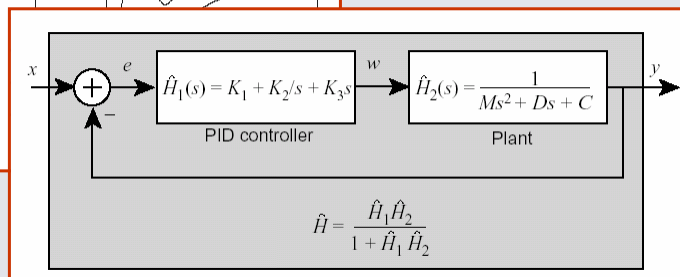 x
e
w
y
+
−
Ĥ₁(s) = K₁ + K₂/s + K₃s
Ĥ₂(s) = 1 / (Ms² + Ds + C)
PID controller
Plant
Ĥ = Ĥ₁Ĥ₂ / (1 + Ĥ₁Ĥ₂)